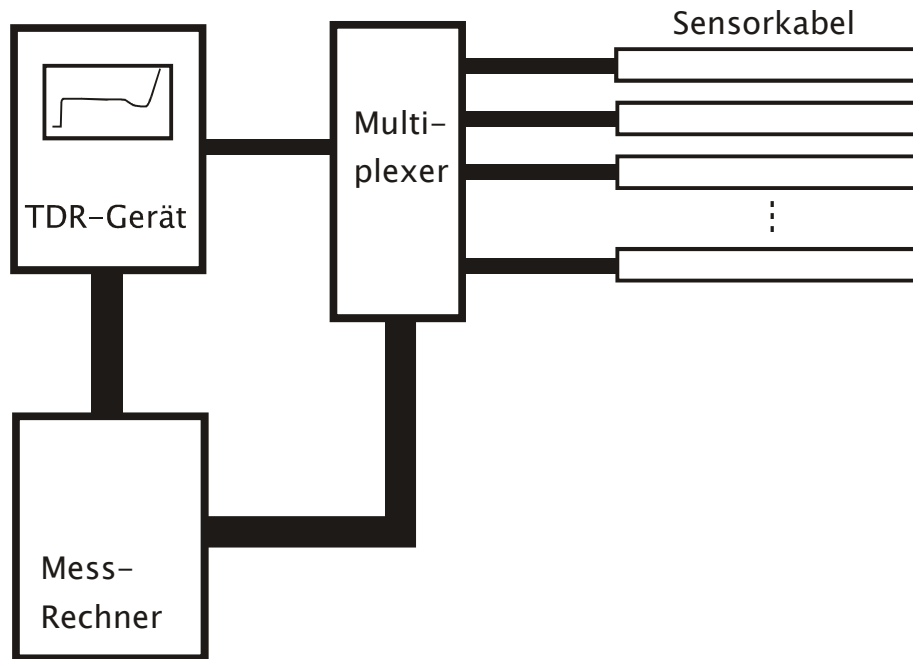 Sensorkabel
Multi-
plexer
TDR-Gerät
Mess-
Rechner